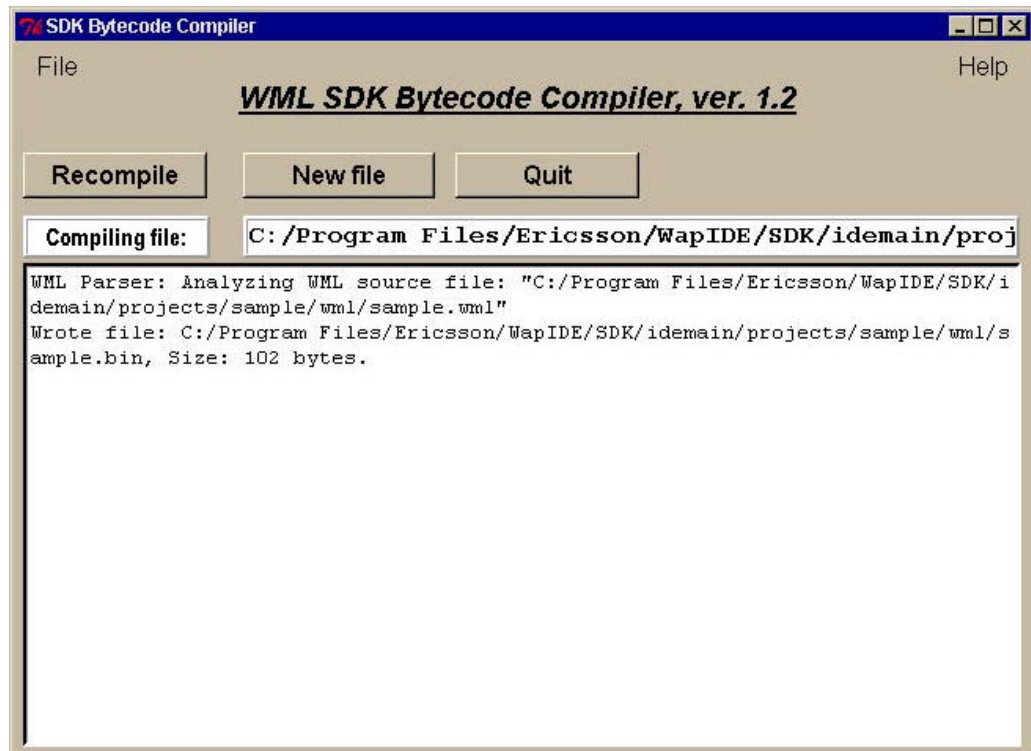 SDK Bytecode Compiler
File Help
WML SDK Bytecode Compiler, ver. 1.2
Recompile New file Quit
Compiling file: C:/Program Files/Ericsson/WapIDE/SDK/idemain/proj
WML Parser: Analyzing WML source file: "C:/Program Files/Ericsson/WapIDE/SDK/i
demain/projects/sample/wml/sample.wml"
Wrote file: C:/Program Files/Ericsson/WapIDE/SDK/idemain/projects/sample/wml/s
ample.bin, Size: 102 bytes.